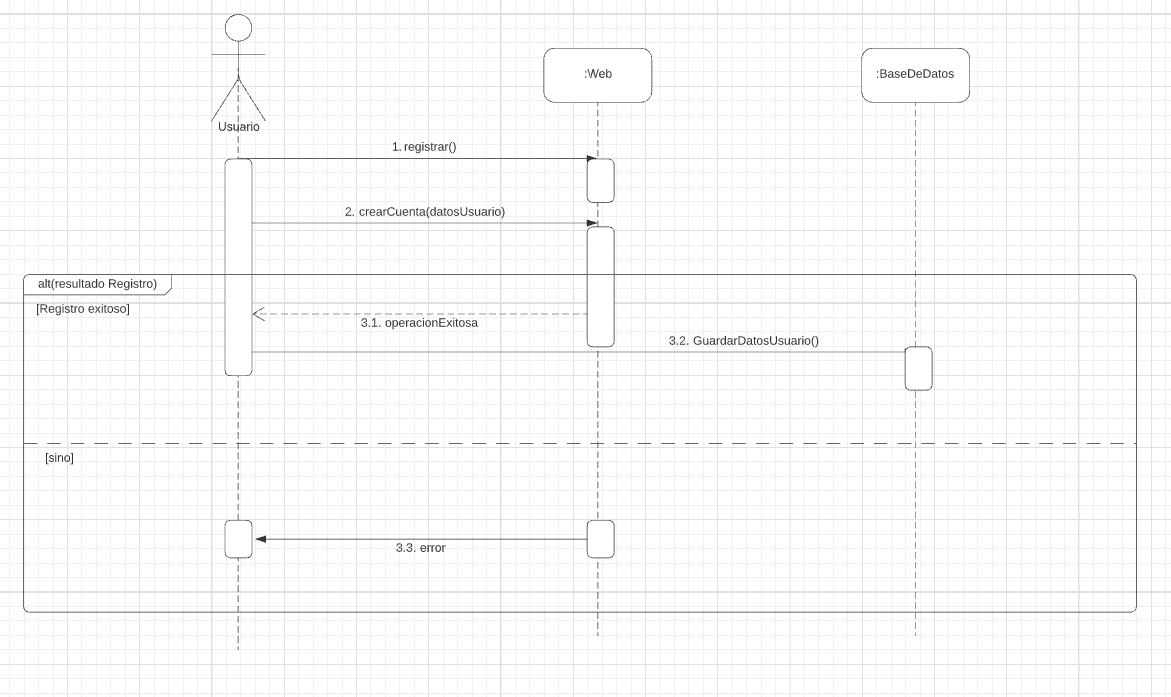 :Web
:BaseDeDatos
Usuario
1. registrar()
2. crearCuenta(datosUsuario)
alt(resultado Registro)
[Registro exitoso]
3.1. operacionExitosa
3.2. GuardarDatosUsuario()
[sino]
3.3. error